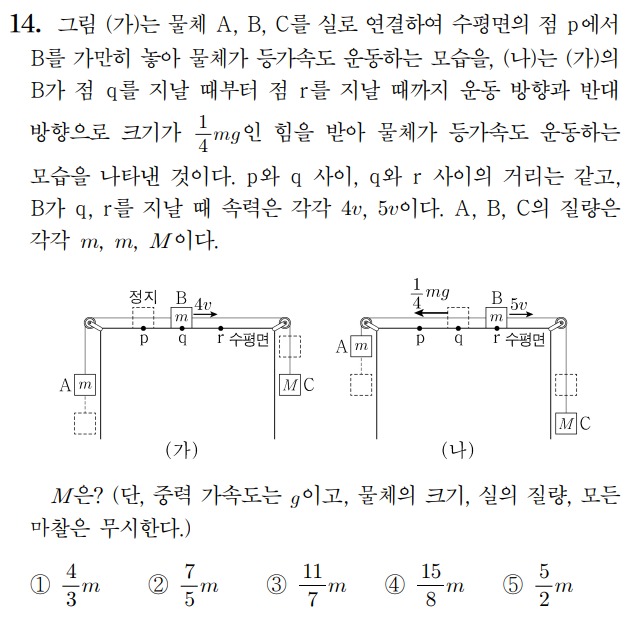 14. 그림 (가)는 물체 A, B, C를 실로 연결하여 수평면의 점 p에서
B를 가만히 놓아 물체가 등가속도 운동하는 모습을, (나)는 (가)의
B가 점 q를 지날 때부터 점 r를 지날 때까지 운동 방향과 반대
방향으로 크기가 1/4 mg인 힘을 받아 물체가 등가속도 운동하는
모습을 나타낸 것이다. p와 q 사이, q와 r 사이의 거리는 같고,
B가 q, r를 지날 때 속력은 각각 4v, 5v이다. A, B, C의 질량은
각각 m, m, M이다.
정지 B 4v
m
p q r 수평면
A m
M C
(가)
1/4 mg B 5v
m
p q r 수평면
A m
M C
(나)
M은? (단, 중력 가속도는 g이고, 물체의 크기, 실의 질량, 모든
마찰은 무시한다.)
① 4/3 m ② 7/5 m ③ 11/7 m ④ 15/8 m ⑤ 5/2 m